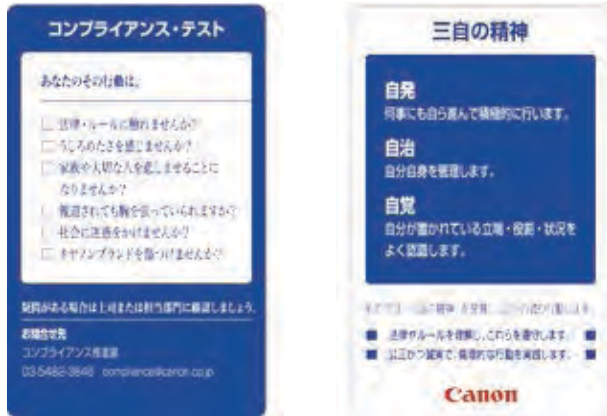 コンプライアンス・テスト
あなたのその行動は、
法律・ルールに触れませんか?
うしろめたさを感じませんか?
家族や大切な人を悲しませることに
なりませんか?
報道されても胸を張っていられますか?
社会に迷惑をかけませんか?
キヤノンブランドを傷つけませんか?
疑問がある場合は上司または担当部門に確認しましょう。
お問合せ先
コンプライアンス推進部
03-5482-3848 compliance@canon.co.jp
三自の精神
自発
何事にも自ら進んで積極的に行います。
自治
自分自身を管理します。
自覚
自分が置かれている立場・役割・状況を
よく認識します。
法律やルールを理解し、これらを遵守します。
公正かつ誠実で、倫理的な行動を実践します。
Canon